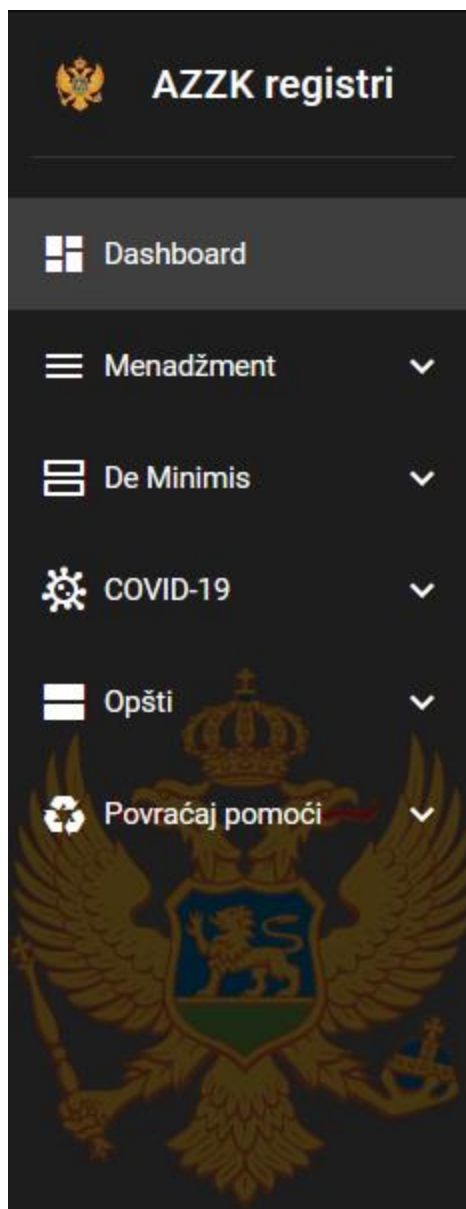 AZZK registri
Dashboard
Menadžment
De Minimis
COVID-19
Opšti
Povraćaj pomoći